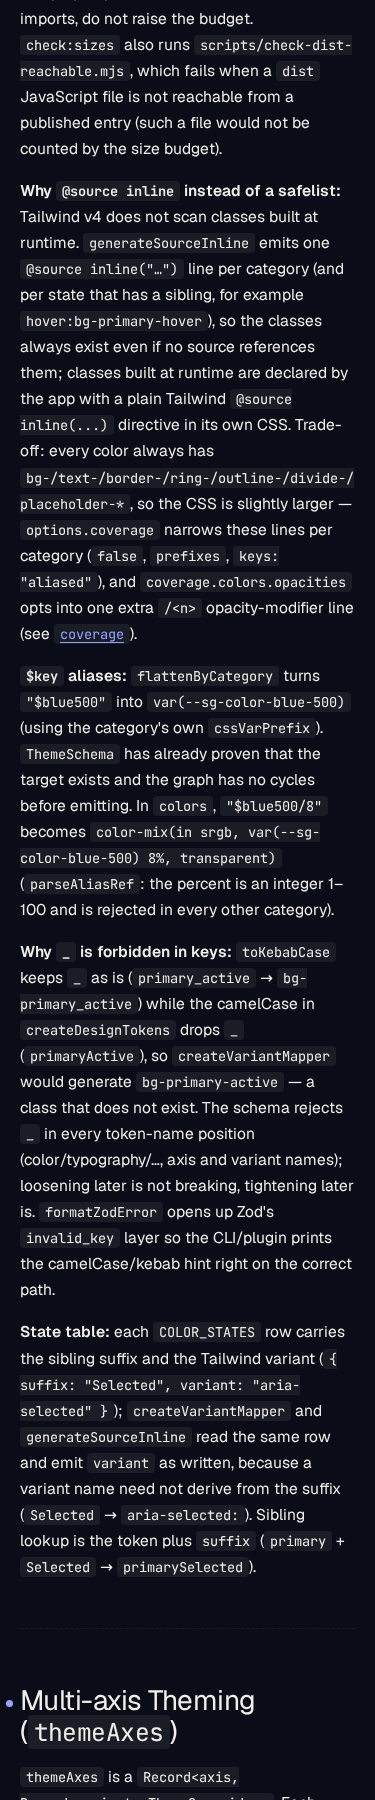 imports, do not raise the budget.
check:sizes also runs scripts/check-dist-
reachable.mjs, which fails when a dist
JavaScript file is not reachable from a
published entry (such a file would not be
counted by the size budget).
Why @source inline instead of a safelist:
Tailwind v4 does not scan classes built at
runtime. generateSourceInline emits one
@source inline("…") line per category (and
per state that has a sibling, for example
hover:bg-primary-hover), so the classes
always exist even if no source references
them; classes built at runtime are declared by
the app with a plain Tailwind @source
inline(...) directive in its own CSS. Trade-
off: every color always has
bg-/text-/border-/ring-/outline-/divide-/
placeholder-*, so the CSS is slightly larger —
options.coverage narrows these lines per
category (false, prefixes, keys:
"aliased"), and coverage.colors.opacities
opts into one extra /<n> opacity-modifier line
(see coverage).
$key aliases: flattenByCategory turns
"$blue500" into var(--sg-color-blue-500)
(using the category's own cssVarPrefix).
ThemeSchema has already proven that the
target exists and the graph has no cycles
before emitting. In colors, "$blue500/8"
becomes color-mix(in srgb, var(--sg-
color-blue-500) 8%, transparent)
(parseAliasRef: the percent is an integer 1–
100 and is rejected in every other category).
Why _ is forbidden in keys: toKebabCase
keeps _ as is (primary_active → bg-
primary_active) while the camelCase in
createDesignTokens drops _
(primaryActive), so createVariantMapper
would generate bg-primary-active — a
class that does not exist. The schema rejects
_ in every token-name position
(color/typography/…, axis and variant names);
loosening later is not breaking, tightening later
is. formatZodError opens up Zod's
invalid_key layer so the CLI/plugin prints
the camelCase/kebab hint right on the correct
path.
State table: each COLOR_STATES row carries
the sibling suffix and the Tailwind variant ({
suffix: "Selected", variant: "aria-
selected" }); createVariantMapper and
generateSourceInline read the same row
and emit variant as written, because a
variant name need not derive from the suffix
(Selected → aria-selected:). Sibling
lookup is the token plus suffix (primary +
Selected → primarySelected).
Multi-axis Theming
(themeAxes)
themeAxes is a Record<axis,